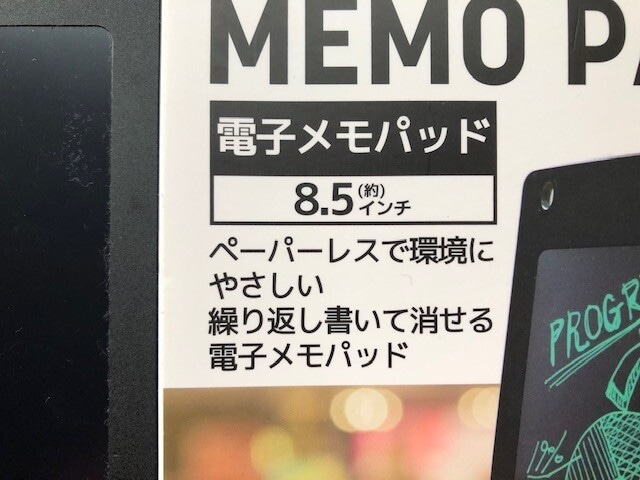 MEMO PA
電子メモパッド
8.5(約)インチ
ペーパーレスで環境に
やさしい
繰り返し書いて消せる
電子メモパッド
PROGR
19%